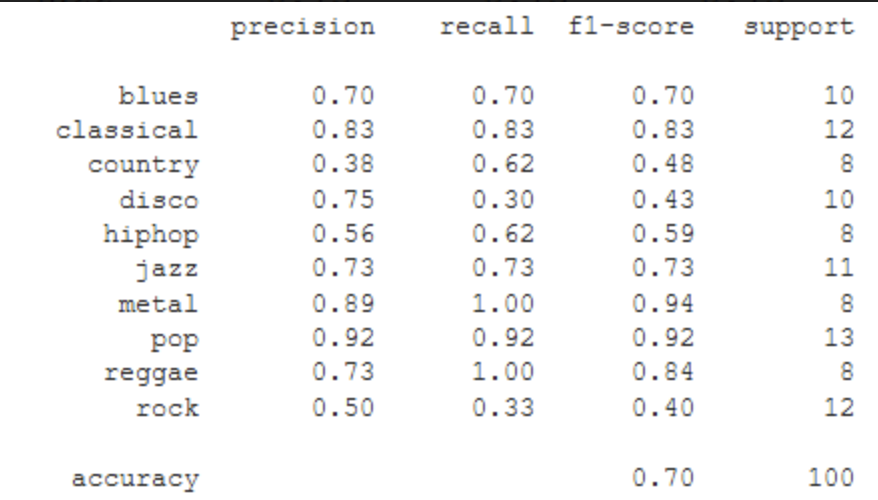 precision recall f1-score support
blues 0.70 0.70 0.70 10
classical 0.83 0.83 0.83 12
country 0.38 0.62 0.48 8
disco 0.75 0.30 0.43 10
hiphop 0.56 0.62 0.59 8
jazz 0.73 0.73 0.73 11
metal 0.89 1.00 0.94 8
pop 0.92 0.92 0.92 13
reggae 0.73 1.00 0.84 8
rock 0.50 0.33 0.40 12
accuracy 0.70 100